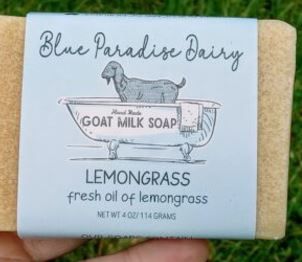 Blue Paradise Dairy
Hand Made
GOAT MILK SOAP
LEMONGRASS
fresh oil of lemongrass
NET WT 4 OZ/ 114 GRAMS